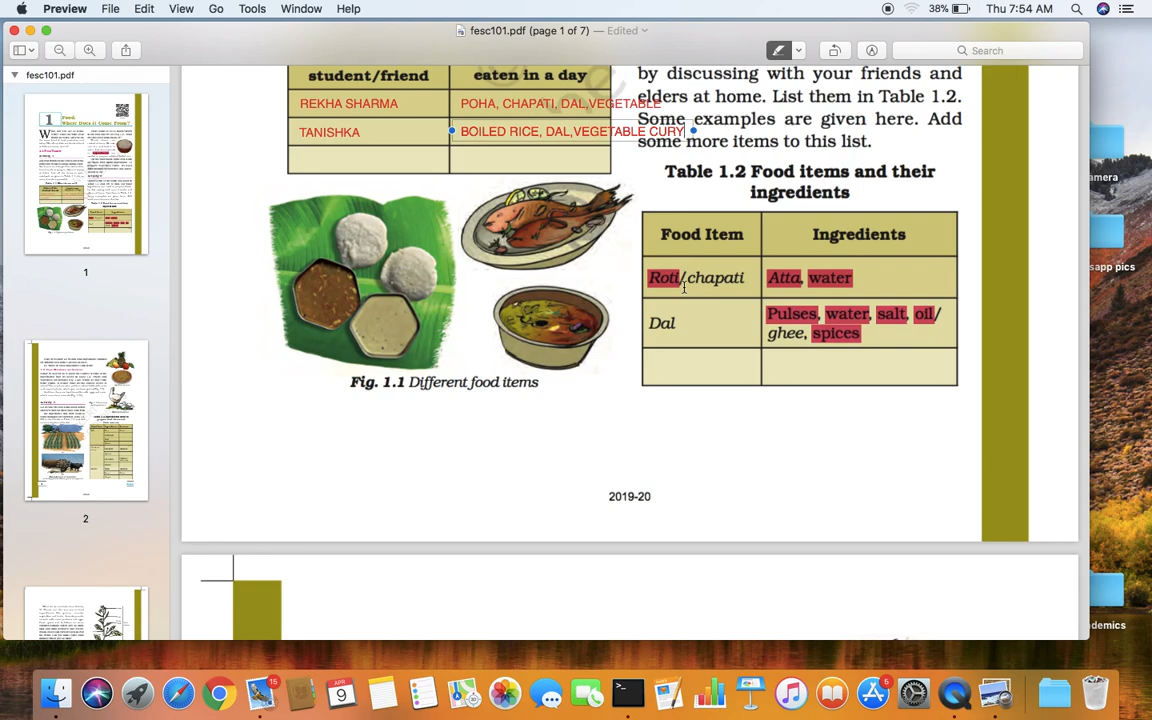 Preview File Edit View Go Tools Window Help
38% Thu 7:54 AM
fesc101.pdf (page 1 of 7) — Edited
Search
fesc101.pdf
1
2
student/friend eaten in a day
REKHA SHARMA POHA, CHAPATI, DAL,VEGETABLE
TANISHKA BOILED RICE, DAL,VEGETABLE CURY
Fig. 1.1 Different food items
by discussing with your friends and
elders at home. List them in Table 1.2.
Some examples are given here. Add
some more items to this list.
Table 1.2 Food items and their
ingredients
Food Item Ingredients
Roti/chapati Atta, water
Dal Pulses, water, salt, oil/
ghee, spices
2019-20
amera
sapp pics
demics
APR
9
15
5